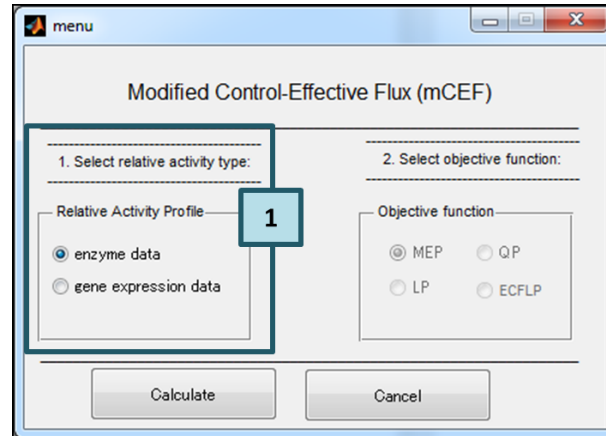 menu
Modified Control-Effective Flux (mCEF)
1. Select relative activity type:
2. Select objective function:
Relative Activity Profile
1
Objective function
enzyme data
MEP
QP
gene expression data
LP
ECFLP
Calculate
Cancel